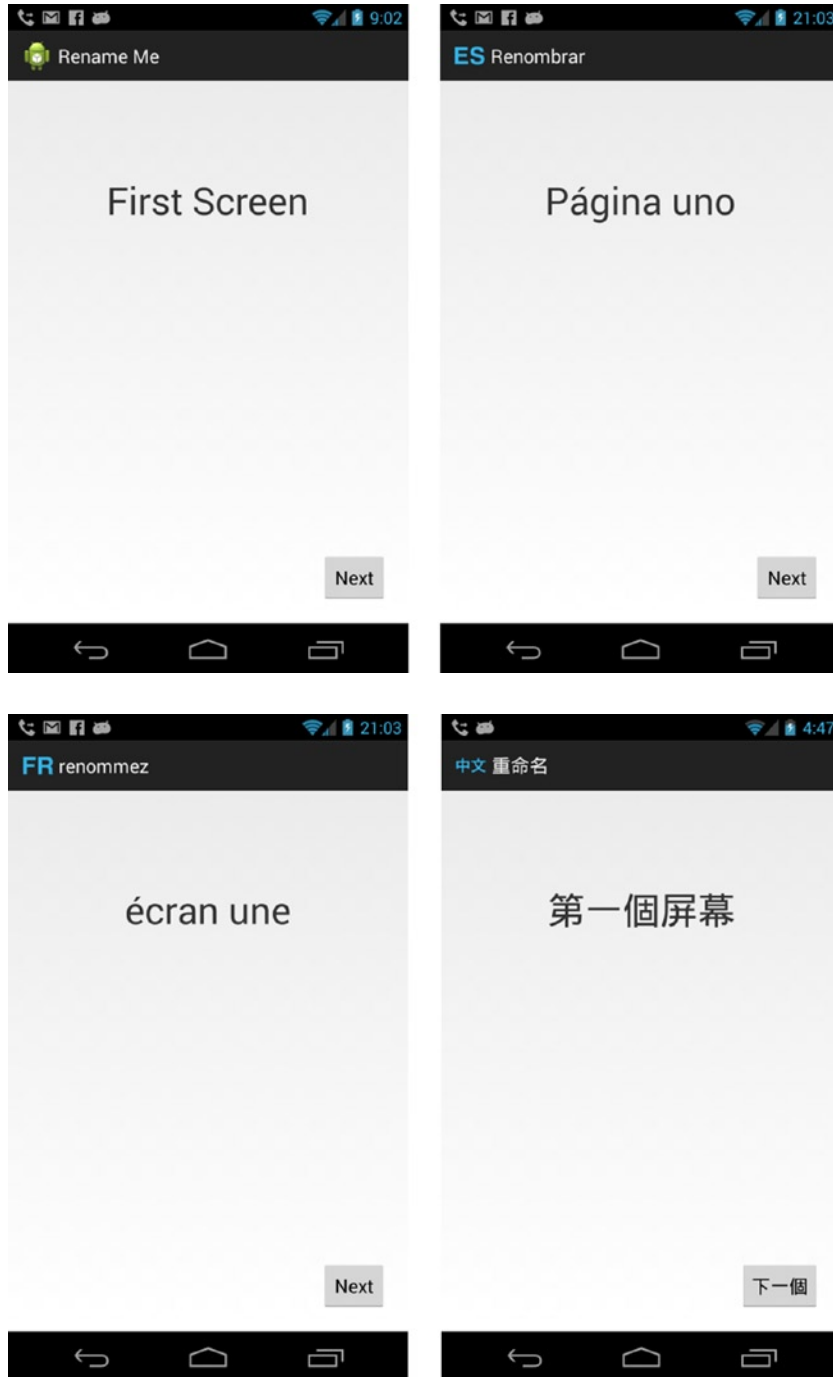 9:02
Rename Me
First Screen
Next
21:03
ES Renombrar
Página uno
Next
21:03
FR renommez
écran une
Next
4:47
中文 重命名
第一個屏幕
下一個